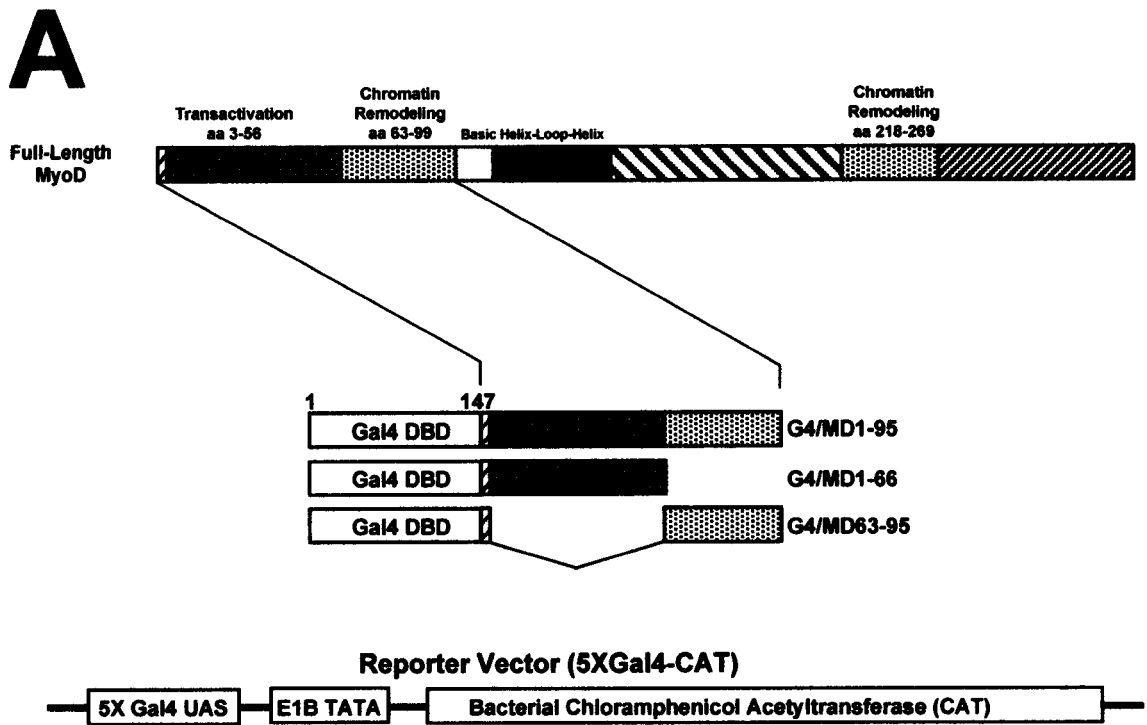 A
Transactivation
aa 3-56
Chromatin
Remodeling
aa 63-99
Basic Helix-Loop-Helix
Chromatin
Remodeling
aa 218-269
Full-Length
MyoD
1 147
Gal4 DBD G4/MD1-95
Gal4 DBD G4/MD1-66
Gal4 DBD G4/MD63-95
Reporter Vector (5XGal4-CAT)
5X Gal4 UAS E1B TATA Bacterial Chloramphenicol Acetyltransferase (CAT)